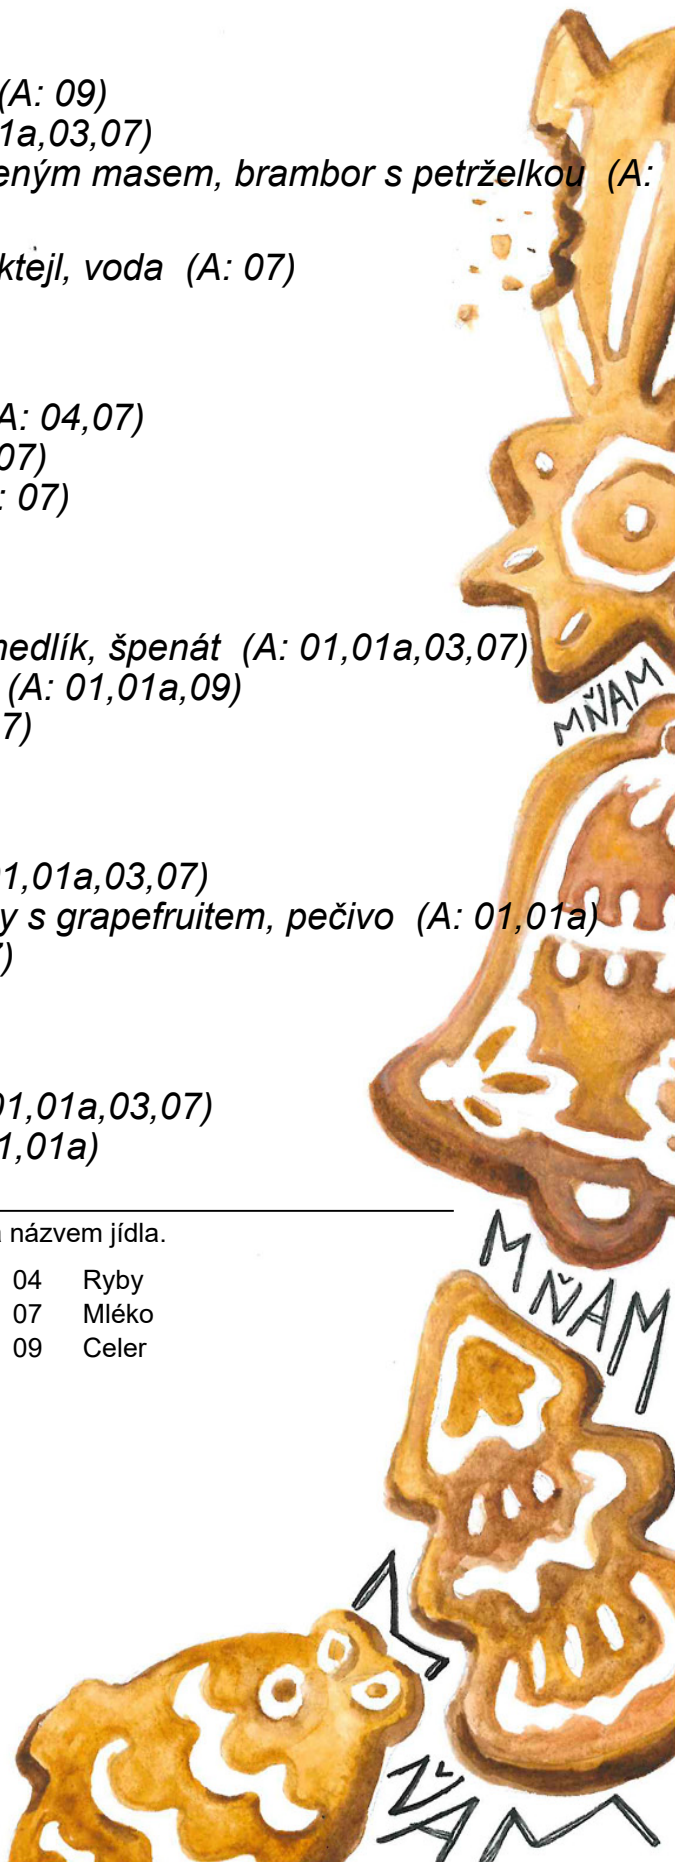 (A: 09)
1a,03,07)
eným masem, brambor s petrželkou (A:
ktejl, voda (A: 07)
A: 04,07)
07)
: 07)
nedlík, špenát (A: 01,01a,03,07)
(A: 01,01a,09)
7)
01,01a,03,07)
y s grapefruitem, pečivo (A: 01,01a)
7)
MŇAM
01,01a,03,07)
1,01a)
a názvem jídla.
04 Ryby
07 Mléko
09 Celer
MŇAM
MŇAM